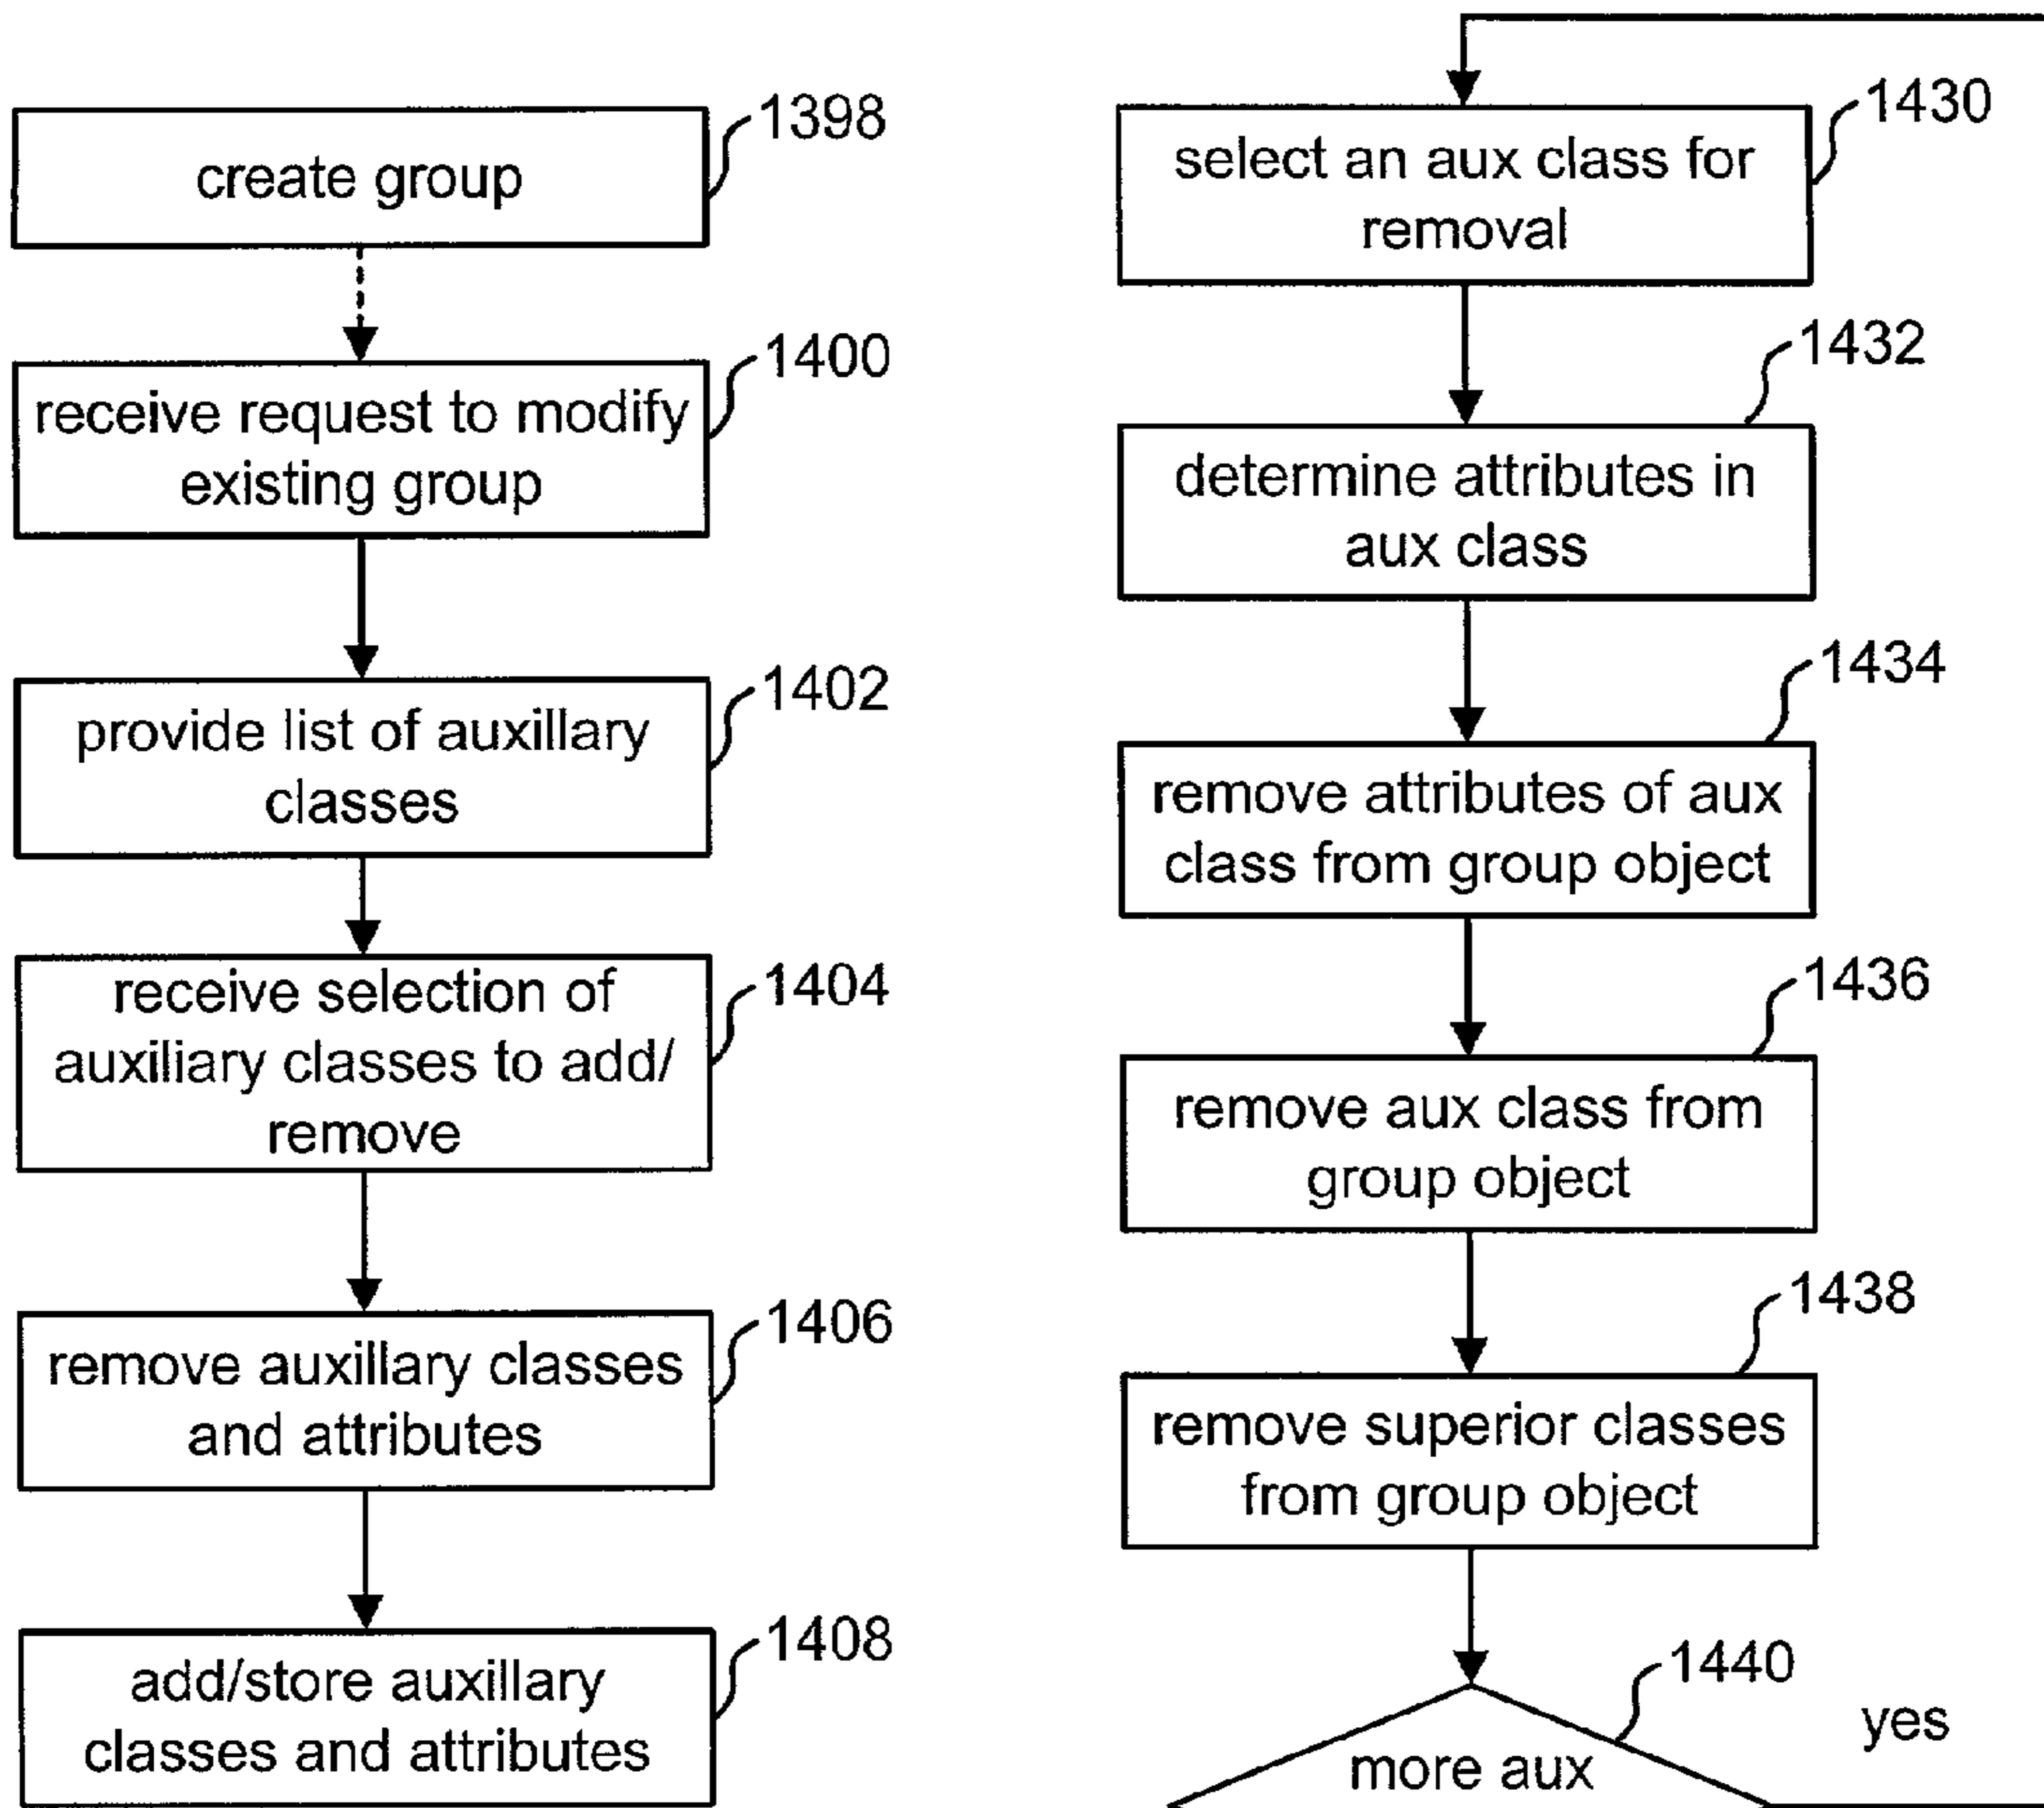 create group
1398
receive request to modify
existing group
1400
provide list of auxillary
classes
1402
receive selection of
auxiliary classes to add/
remove
1404
remove auxillary classes
and attributes
1406
add/store auxillary
classes and attributes
1408
select an aux class for
removal
1430
determine attributes in
aux class
1432
remove attributes of aux
class from group object
1434
remove aux class from
group object
1436
remove superior classes
from group object
1438
more aux
1440
yes